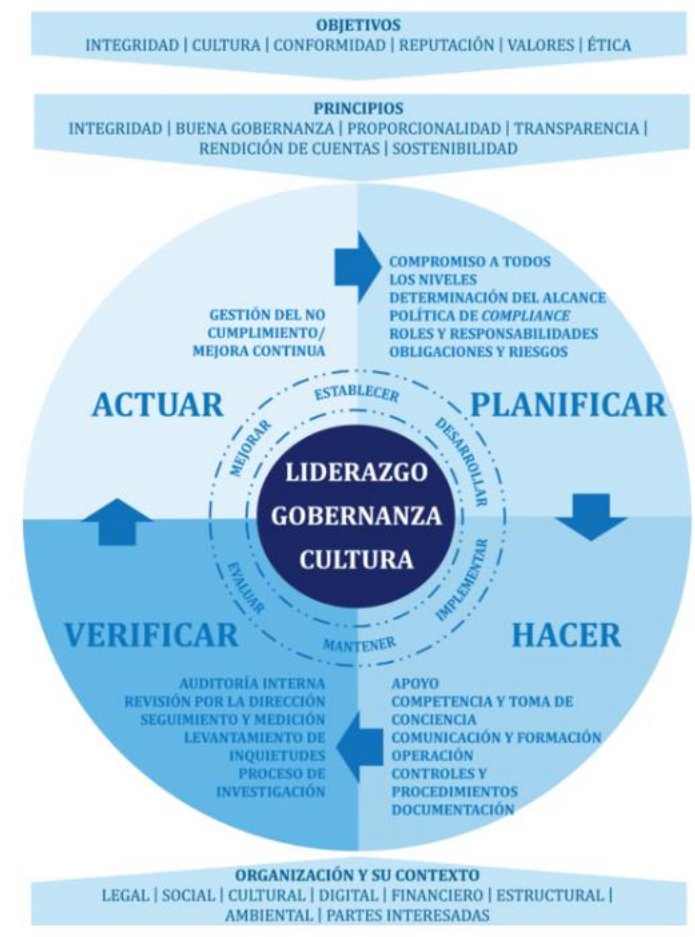 OBJETIVOS
INTEGRIDAD | CULTURA | CONFORMIDAD | REPUTACIÓN | VALORES | ÉTICA
PRINCIPIOS
INTEGRIDAD | BUENA GOBERNANZA | PROPORCIONALIDAD | TRANSPARENCIA |
RENDICIÓN DE CUENTAS | SOSTENIBILIDAD
GESTIÓN DEL NO
CUMPLIMIENTO/
MEJORA CONTINUA
ACTUAR
COMPROMISO A TODOS
LOS NIVELES
DETERMINACIÓN DEL ALCANCE
POLÍTICA DE COMPLIANCE
ROLES Y RESPONSABILIDADES
OBLIGACIONES Y RIESGOS
PLANIFICAR
ESTABLECER
DESARROLLAR
IMPLEMENTAR
MANTENER
EVALUAR
MEJORAR
LIDERAZGO
GOBERNANZA
CULTURA
VERIFICAR
AUDITORÍA INTERNA
REVISIÓN POR LA DIRECCIÓN
SEGUIMIENTO Y MEDICIÓN
LEVANTAMIENTO DE
INQUIETUDES
PROCESO DE
INVESTIGACIÓN
HACER
APOYO
COMPETENCIA Y TOMA DE
CONCIENCIA
COMUNICACIÓN Y FORMACIÓN
OPERACIÓN
CONTROLES Y
PROCEDIMIENTOS
DOCUMENTACIÓN
ORGANIZACIÓN Y SU CONTEXTO
LEGAL | SOCIAL | CULTURAL | DIGITAL | FINANCIERO | ESTRUCTURAL |
AMBIENTAL | PARTES INTERESADAS